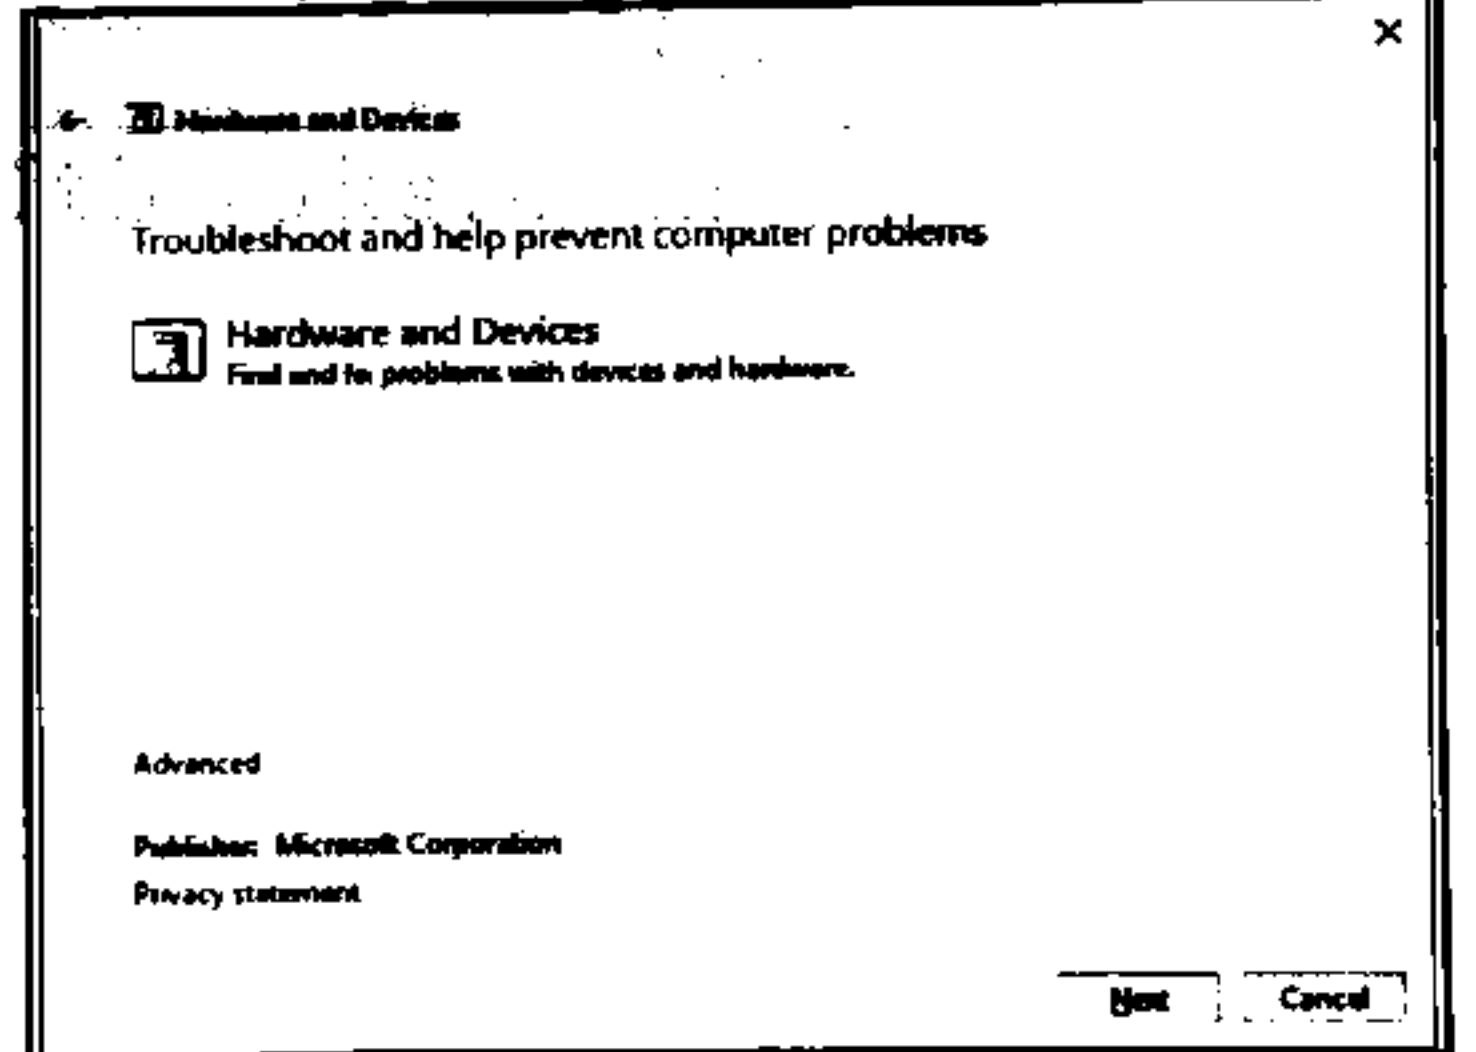 Hardware and Devices
Troubleshoot and help prevent computer problems
Hardware and Devices
Find and fix problems with devices and hardware.
Advanced
Publisher: Microsoft Corporation
Privacy statement
Next
Cancel